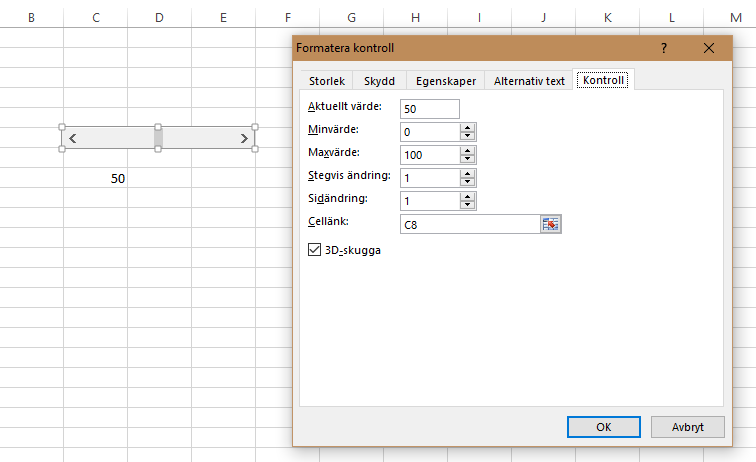 B C D E F G H I J K L M
Formatera kontroll ?
Storlek Skydd Egenskaper Alternativ text Kontroll
Aktuellt värde: 50
Minvärde: 0
Maxvärde: 100
Stegvis ändring: 1
Sidändring: 1
Cellänk: C8
3D-skugga
50
OK Avbryt